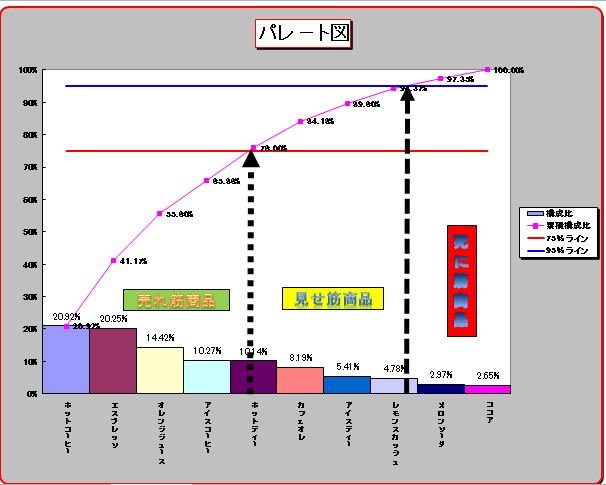 パレート図
100%
90%
80%
70%
60%
50%
40%
30%
20%
10%
0%
100.00%
97.35%
94.37%
89.60%
84.18%
76.00%
65.86%
55.60%
41.17%
20.92%
売れ筋商品
見せ筋商品
死に筋商品
20.92%
20.25%
14.42%
10.27%
10.14%
8.19%
5.41%
4.78%
2.97%
2.65%
ホットコーヒー
エスプレッソ
オレンジジュース
アイスコーヒー
ホットティー
カフェオレ
アイスティー
レモンスカッシュ
メロンソーダ
ココア
構成比
累積構成比
75%ライン
95%ライン